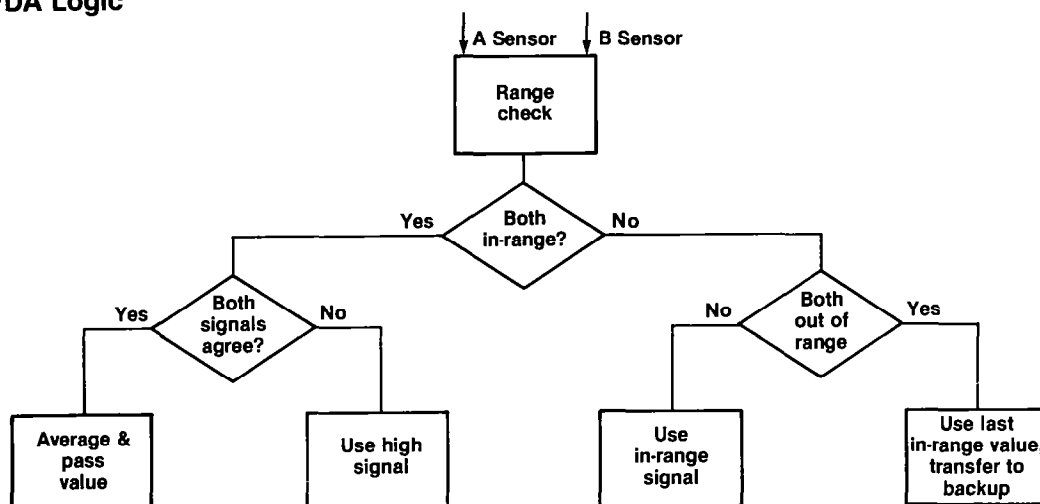 DA Logic
A Sensor
B Sensor
Range
check
Yes
Both
in-range?
No
Yes
Both
signals
agree?
No
No
Both
out of
range
Yes
Average &
pass
value
Use high
signal
Use
in-range
signal
Use last
in-range value,
transfer to
backup